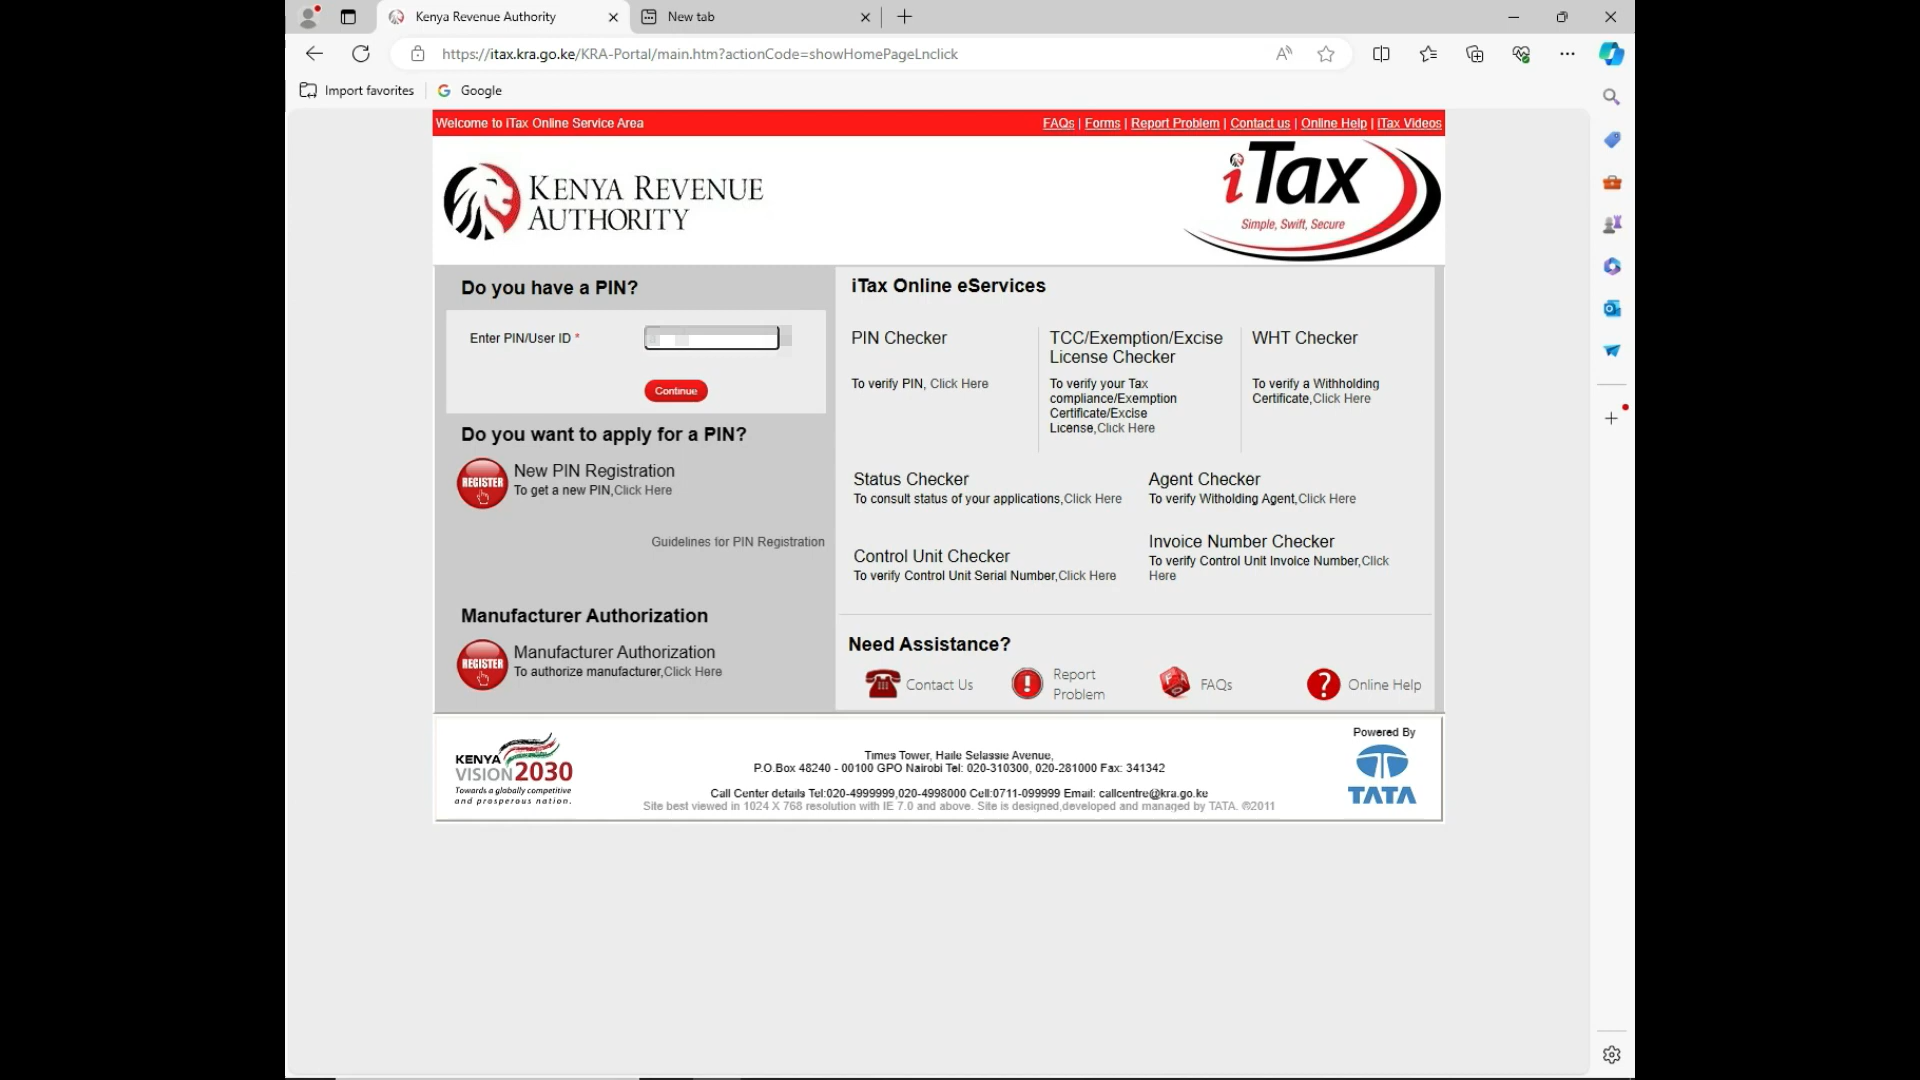 Kenya Revenue Authority
New tab
https://itax.kra.go.ke/KRA-Portal/main.htm?actionCode=showHomePageLnclick
Import favorites
Google
Welcome to iTax Online Service Area
FAQs | Forms | Report Problem | Contact us | Online Help | iTax Videos
KENYA REVENUE
AUTHORITY
iTax
Simple, Swift, Secure
Do you have a PIN?
Enter PIN/User ID *
Continue
Do you want to apply for a PIN?
REGISTER
New PIN Registration
To get a new PIN,Click Here
Guidelines for PIN Registration
Manufacturer Authorization
REGISTER
Manufacturer Authorization
To authorize manufacturer,Click Here
iTax Online eServices
PIN Checker
To verify PIN, Click Here
TCC/Exemption/Excise
License Checker
To verify your Tax
compliance/Exemption
Certificate/Excise
License,Click Here
WHT Checker
To verify a Withholding
Certificate,Click Here
Status Checker
To consult status of your applications,Click Here
Agent Checker
To verify Witholding Agent,Click Here
Control Unit Checker
To verify Control Unit Serial Number,Click Here
Invoice Number Checker
To verify Control Unit Invoice Number,Click
Here
Need Assistance?
Contact Us
Report
Problem
FAQs
Online Help
KENYA
VISION 2030
Towards a globally competitive
and prosperous nation.
Times Tower, Haile Selassie Avenue,
P.O.Box 48240 - 00100 GPO Nairobi Tel: 020-310300, 020-281000 Fax: 341342
Call Center details Tel:020-4999999,020-4998000 Cell:0711-099999 Email: callcentre@kra.go.ke
Site best viewed in 1024 X 768 resolution with IE 7.0 and above. Site is designed,developed and managed by TATA. ©2011
Powered By
TATA